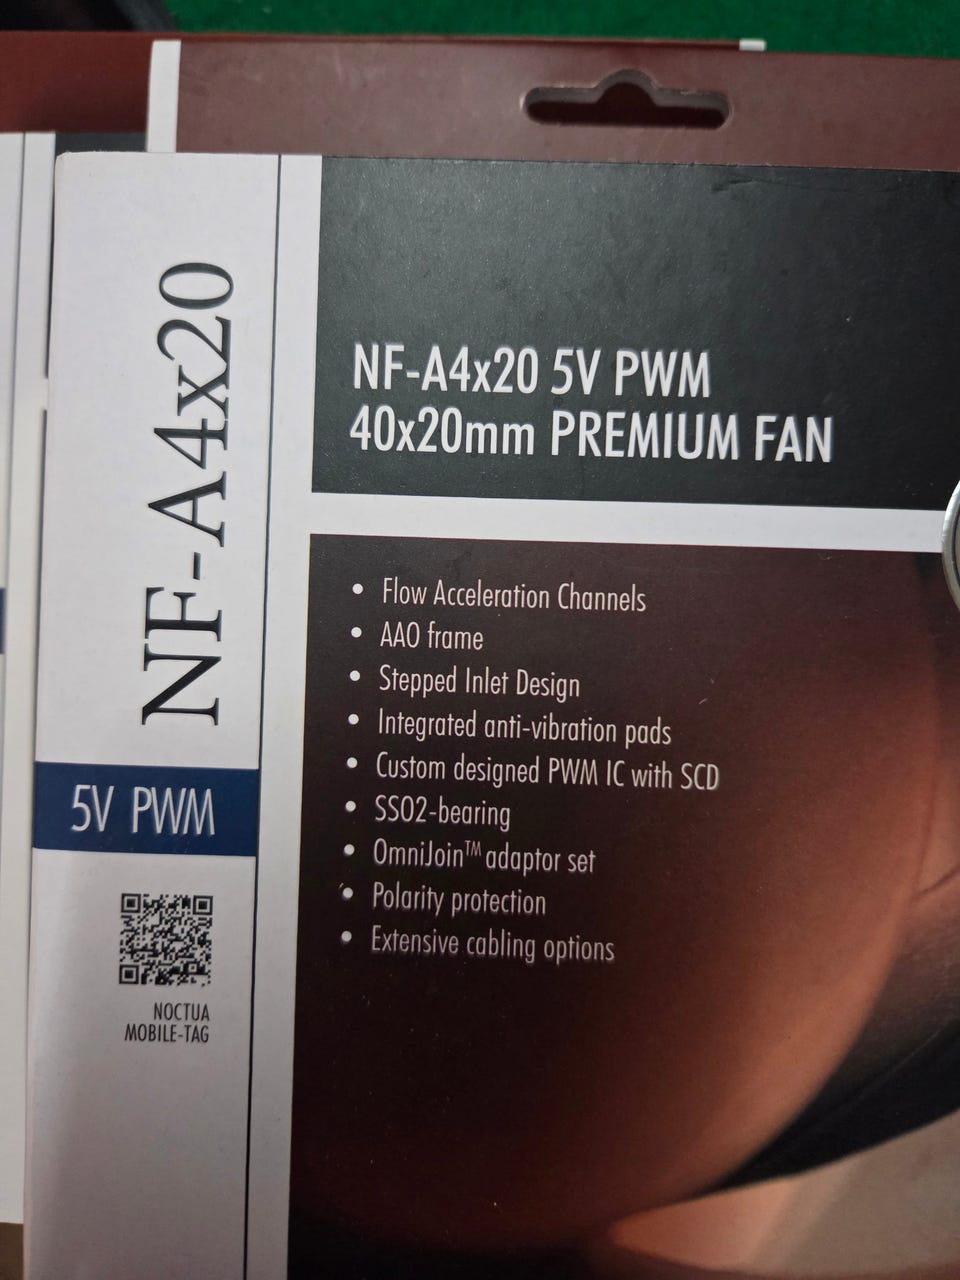 NF-A4x20
5V PWM
NOCTUA
MOBILE-TAG
NF-A4x20 5V PWM
40x20mm PREMIUM FAN
• Flow Acceleration Channels
• AAO frame
• Stepped Inlet Design
• Integrated anti-vibration pads
• Custom designed PWM IC with SCD
• SSO2-bearing
• OmniJoin™ adaptor set
• Polarity protection
• Extensive cabling options